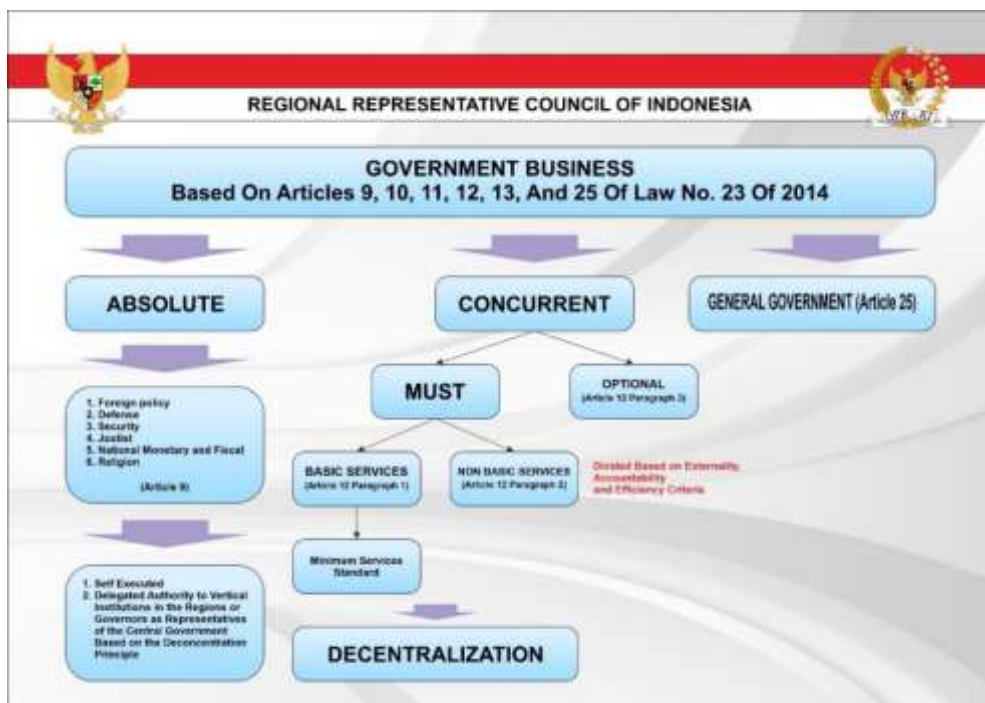 REGIONAL REPRESENTATIVE COUNCIL OF INDONESIA
GOVERNMENT BUSINESS
Based On Articles 9, 10, 11, 12, 13, And 25 Of Law No. 23 Of 2014
ABSOLUTE
CONCURRENT
GENERAL GOVERNMENT (Article 25)
MUST
OPTIONAL
(Article 12 Paragraph 3)
1. Foreign policy
2. Defense
3. Security
4. Justist
5. National Monetary and Fiscal
6. Religion
(Article 9)
BASIC SERVICES
(Article 12 Paragraph 1)
NON BASIC SERVICES
(Article 12 Paragraph 2)
Divided Based on Externality,
Accountability
and Efficiency Criteria
Minimum Services
Standard
1. Self Executed
2. Delegated Authority to Vertical
Institutions in the Regions or
Governors as Representatives
of the Central Government
Based on the Deconcentration
Principle
DECENTRALIZATION